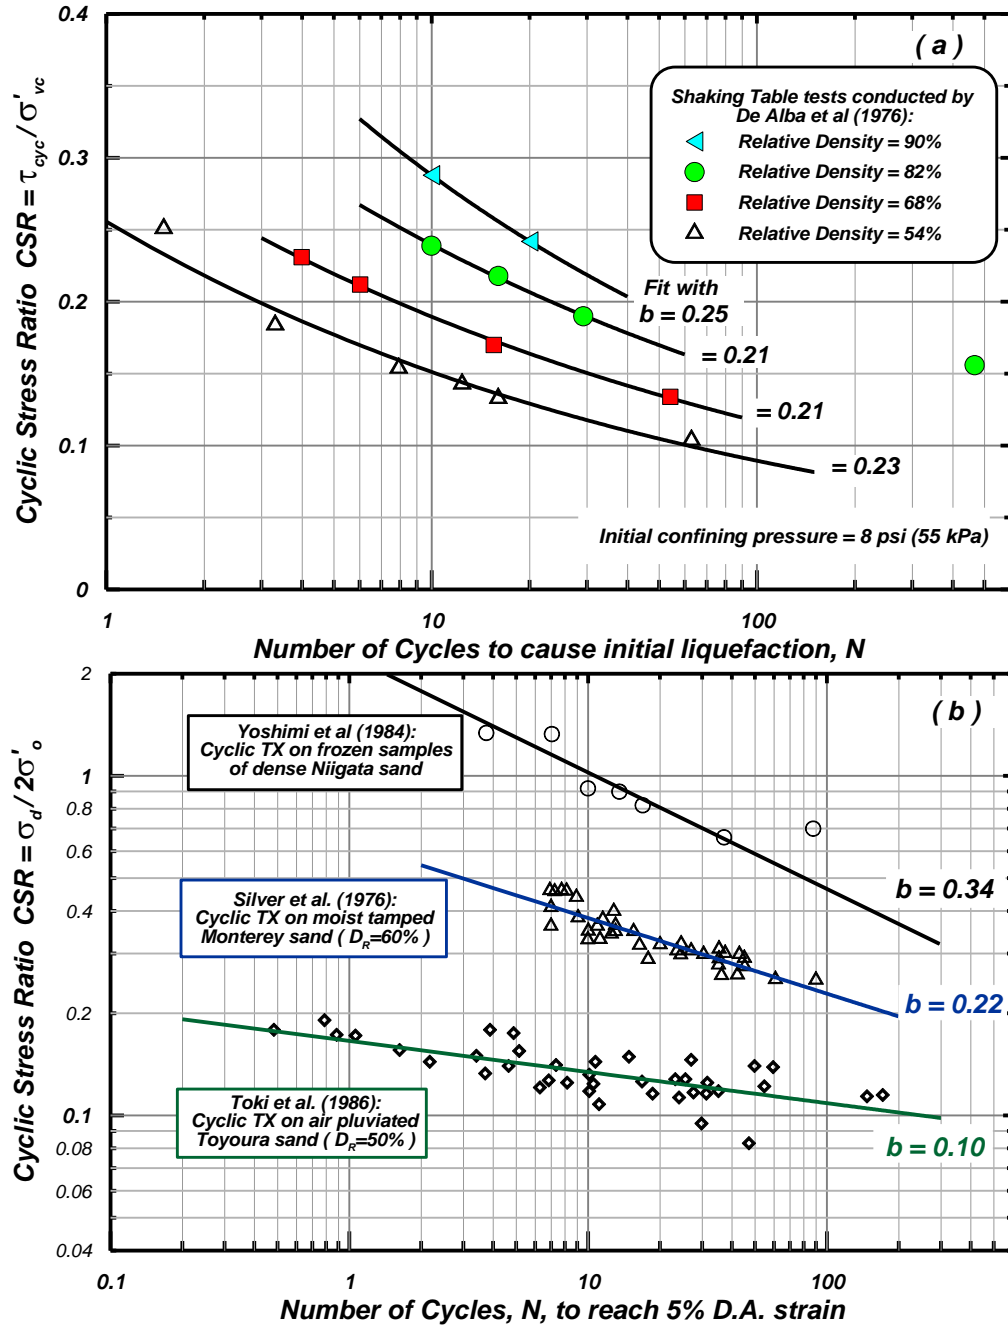 0.4
0.3
0.2
0.1
0
Cyclic Stress Ratio CSR = τcyc / σ'vc
( a )
Shaking Table tests conducted by
De Alba et al (1976):
Relative Density = 90%
Relative Density = 82%
Relative Density = 68%
Relative Density = 54%
Fit with
b = 0.25
= 0.21
= 0.21
= 0.23
Initial confining pressure = 8 psi (55 kPa)
1 10 100
Number of Cycles to cause initial liquefaction, N
2
1
0.8
0.6
0.4
0.2
0.1
0.08
0.06
0.04
Cyclic Stress Ratio CSR = σd / 2σ'o
( b )
Yoshimi et al (1984):
Cyclic TX on frozen samples
of dense Niigata sand
b = 0.34
Silver et al. (1976):
Cyclic TX on moist tamped
Monterey sand ( DR=60% )
b = 0.22
Toki et al. (1986):
Cyclic TX on air pluviated
Toyoura sand ( DR=50% )
b = 0.10
0.1 1 10 100
Number of Cycles, N, to reach 5% D.A. strain